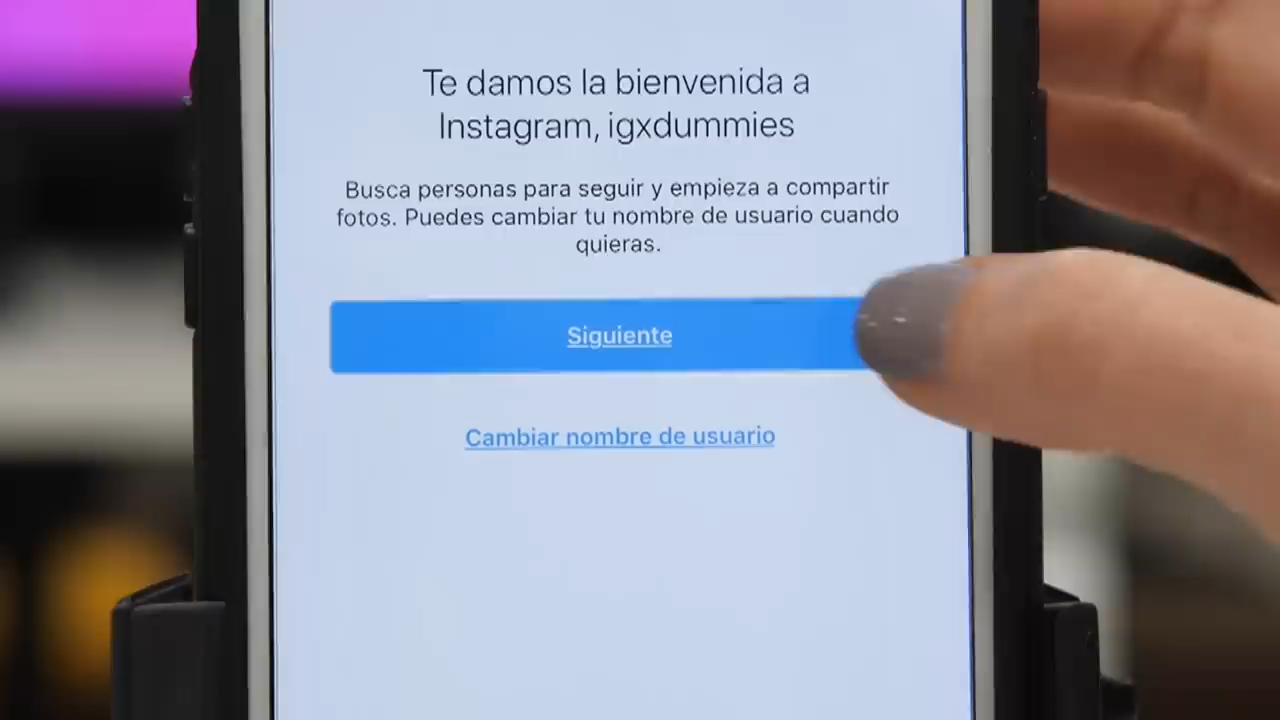 Te damos la bienvenida a
Instagram, igxdummies
Busca personas para seguir y empieza a compartir
fotos. Puedes cambiar tu nombre de usuario cuando
quieras.
Siguiente
Cambiar nombre de usuario